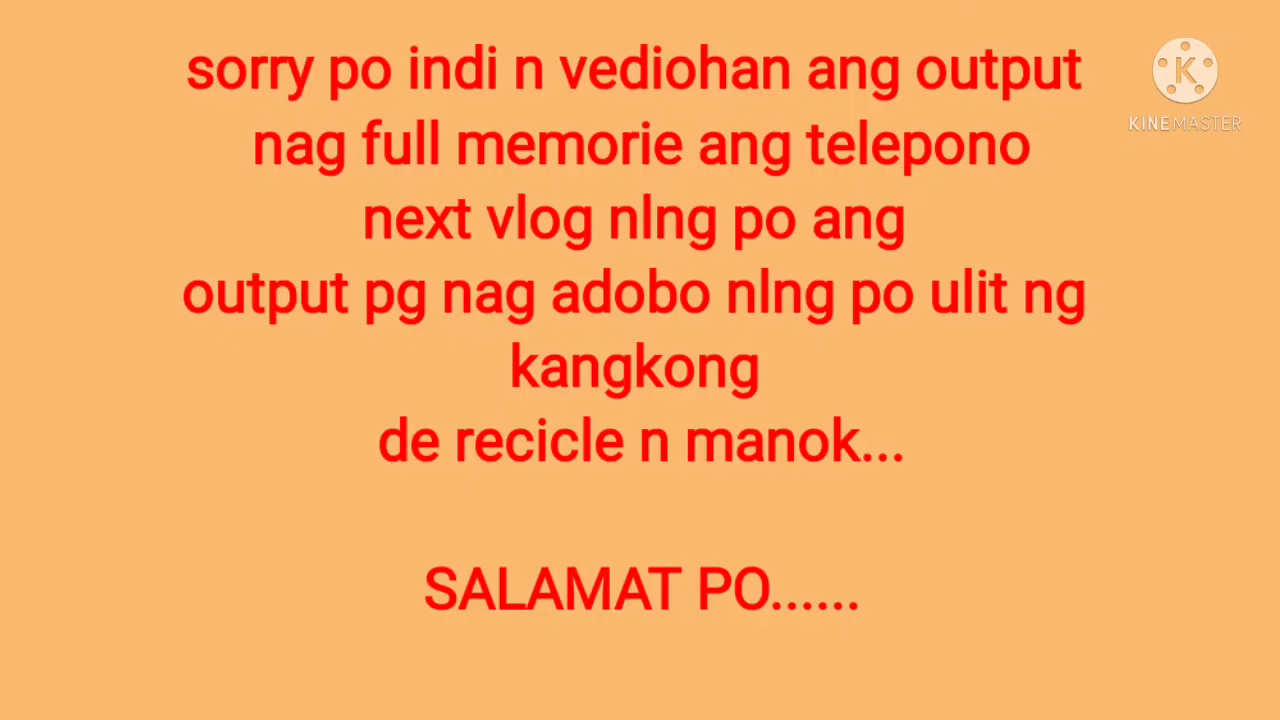 sorry po indi n vediohan ang output
nag full memorie ang telepono
next vlog nlng po ang
output pg nag adobo nlng po ulit ng
kangkong
de recicle n manok...
SALAMAT PO......
K
KINEMASTER